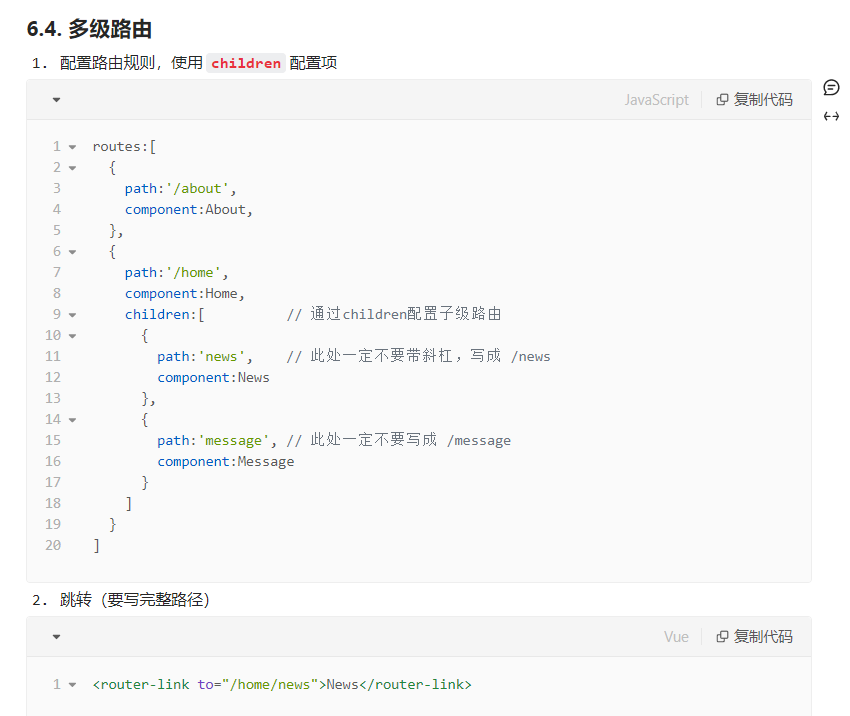 6.4. 多级路由
1. 配置路由规则，使用 children 配置项
JavaScript 复制代码
1 routes:[
2   {
3     path:'/about',
4     component:About,
5   },
6   {
7     path:'/home',
8     component:Home,
9     children:[          // 通过children配置子级路由
10       {
11         path:'news',    // 此处一定不要带斜杠，写成 /news
12         component:News
13       },
14       {
15         path:'message', // 此处一定不要写成 /message
16         component:Message
17       }
18     ]
19   }
20 ]
2. 跳转（要写完整路径）
Vue 复制代码
1 <router-link to="/home/news">News</router-link>